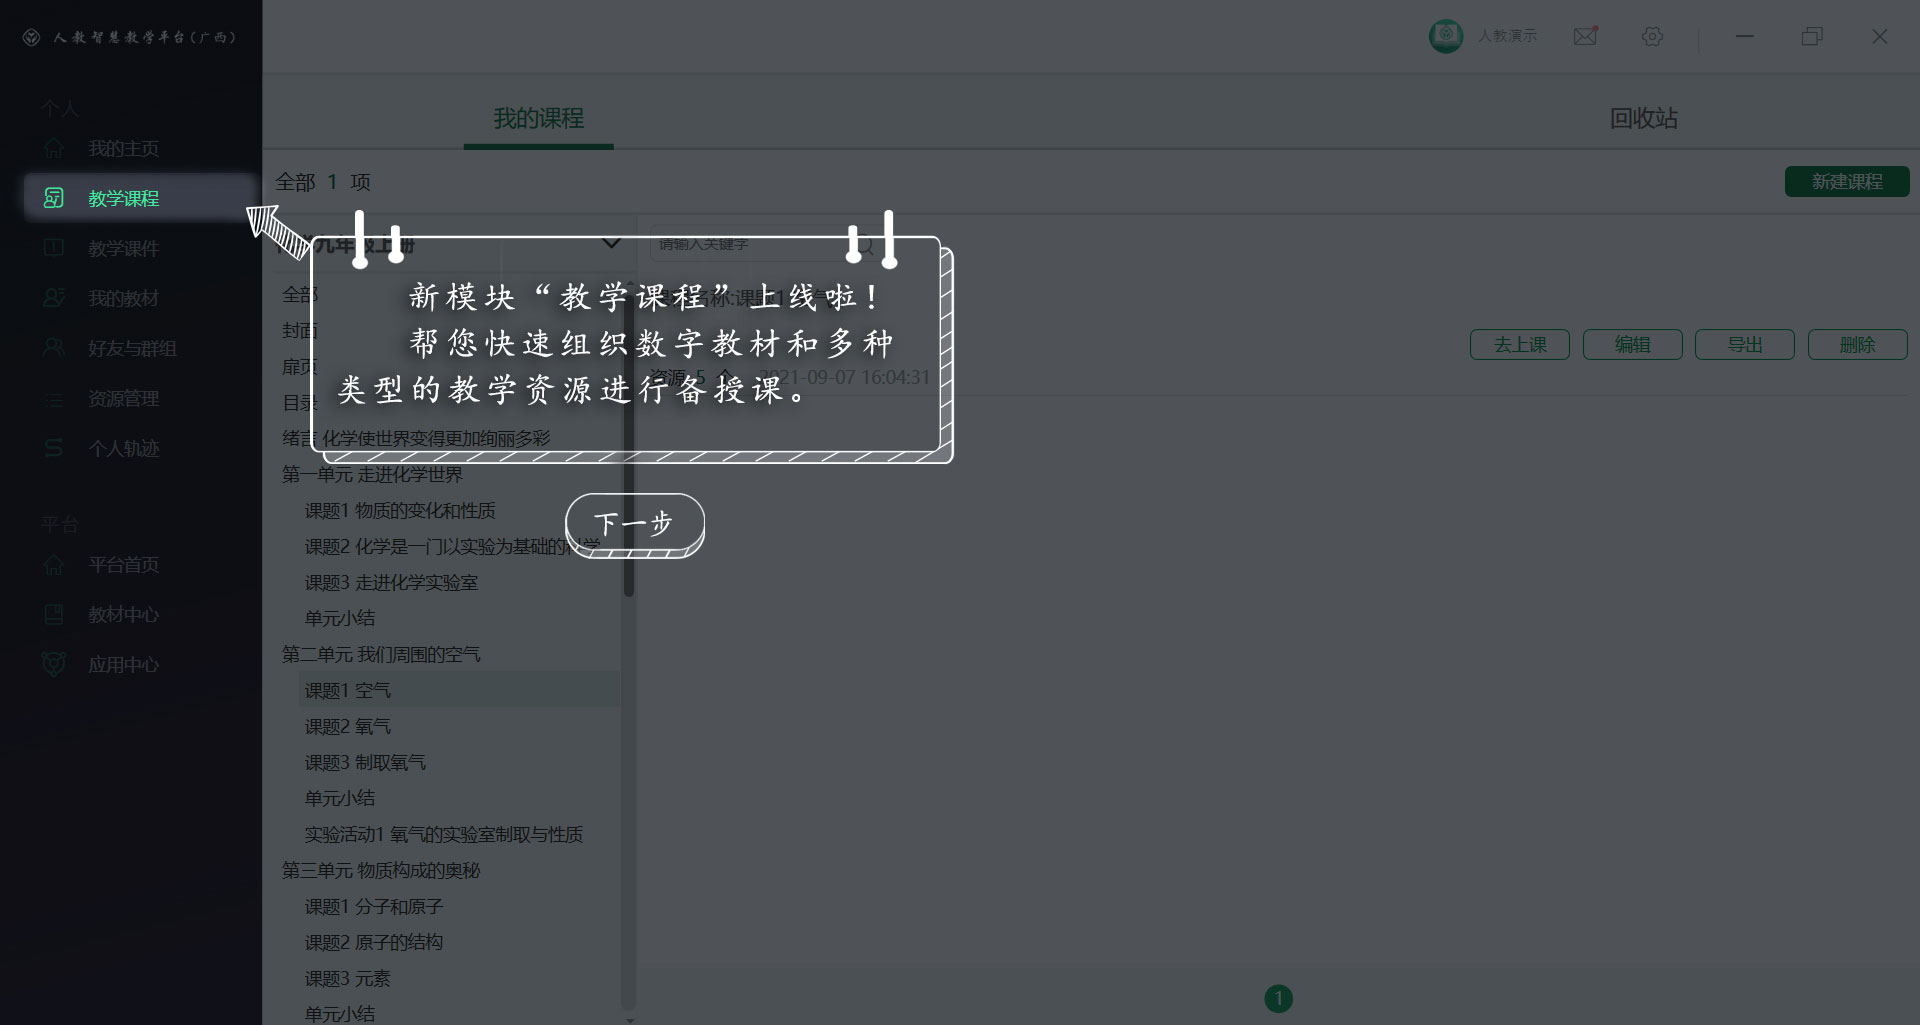 人教智慧教学平台(广西)
人教演示
个人
我的主页
教学课程
教学课件
我的教材
好友与群组
资源管理
个人轨迹
平台
平台首页
教材中心
应用中心
我的课程
回收站
全部 1 项
新建课程
九年级上册
请输入关键字
新模块“教学课程”上线啦！
帮您快速组织数字教材和多种
类型的教学资源进行备授课。
下一步
名称:课题1
去上课
编辑
导出
删除
资源 5 个
2021-09-07 16:04:31
全部
封面
扉页
目录
绪言 化学使世界变得更加绚丽多彩
第一单元 走进化学世界
课题1 物质的变化和性质
课题2 化学是一门以实验为基础的科学
课题3 走进化学实验室
单元小结
第二单元 我们周围的空气
课题1 空气
课题2 氧气
课题3 制取氧气
单元小结
实验活动1 氧气的实验室制取与性质
第三单元 物质构成的奥秘
课题1 分子和原子
课题2 原子的结构
课题3 元素
单元小结
1